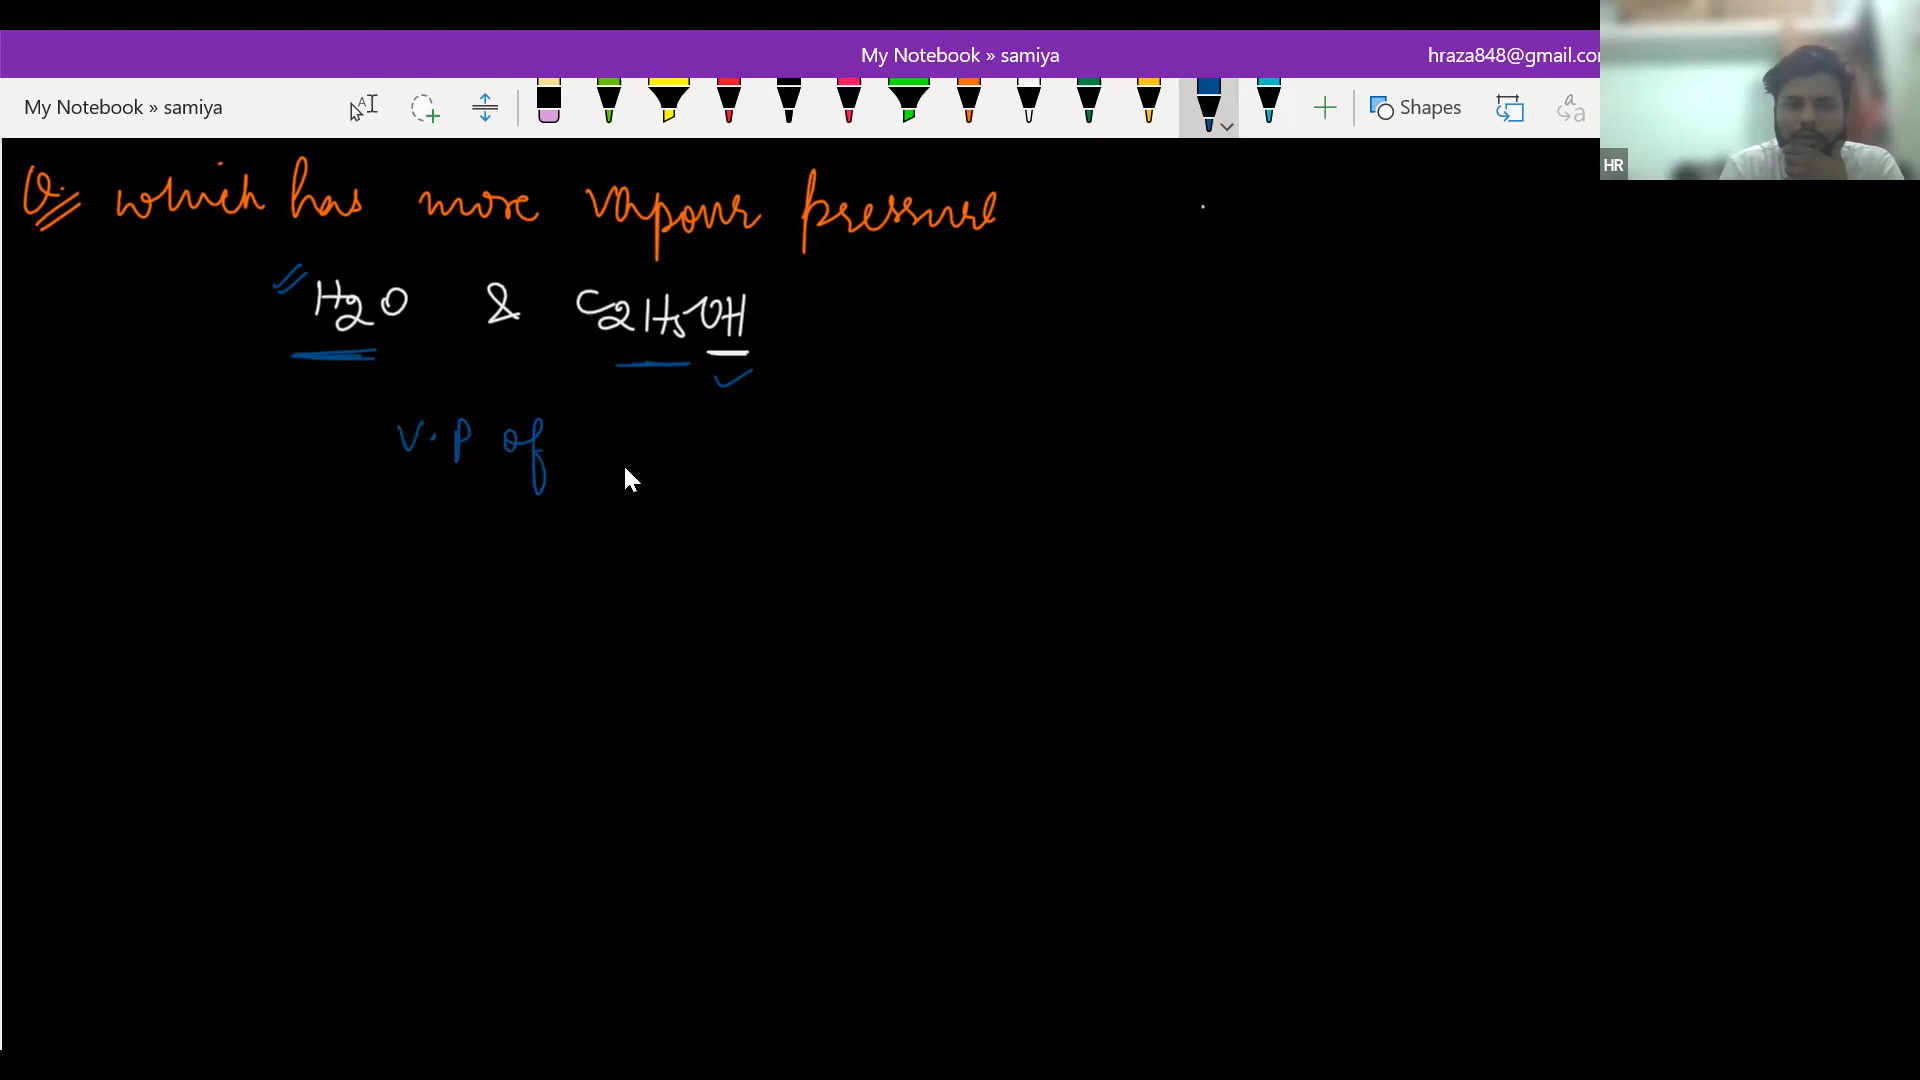 My Notebook » samiya
hraza848@gmail.co
My Notebook » samiya
Shapes
HR
Q. which has more vapour pressure
H2O & C2H5OH
V.P of